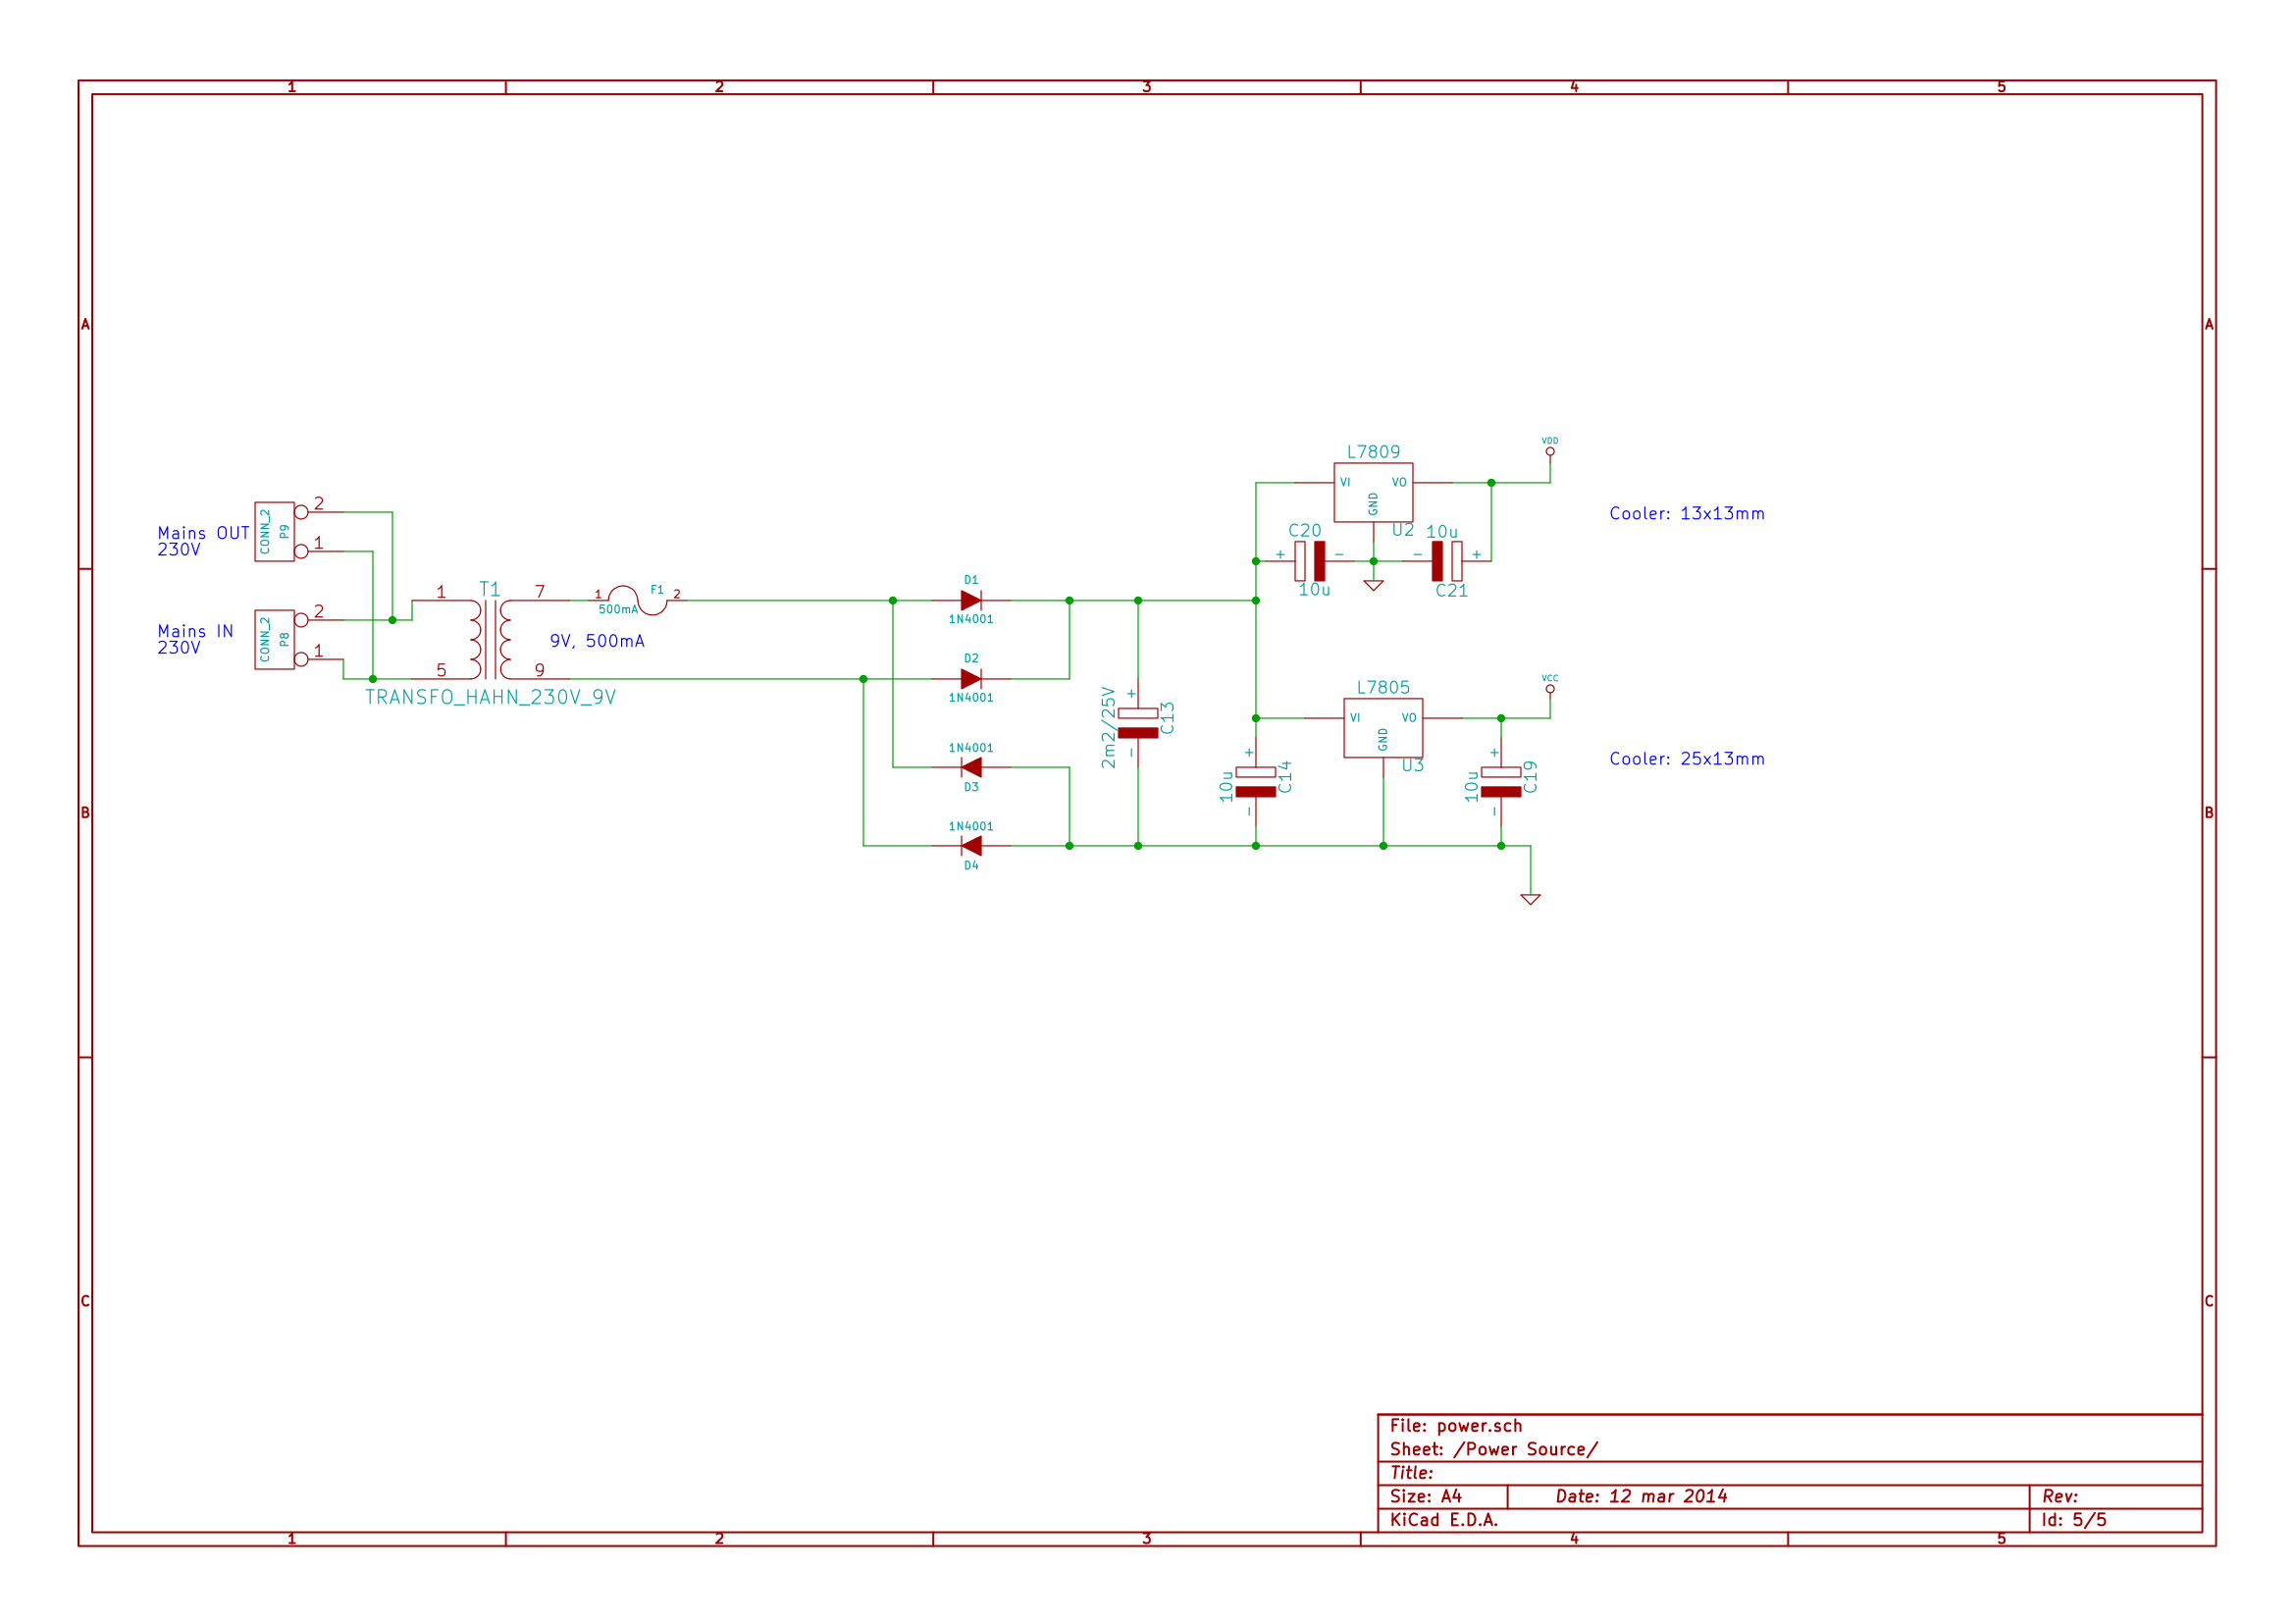 1 2 3 4 5
A A
VDD
L7809
VI VO
GND
U2
Cooler: 13x13mm
C20
10u
+ - - +
10u
C21
Mains OUT
230V
CONN_2
P9
2
1
Mains IN
230V
CONN_2
P8
2
1
T1
1 7
5 9
TRANSFO_HAHN_230V_9V
9V, 500mA
1 F1 2
500mA
D1
1N4001
D2
1N4001
1N4001
D3
1N4001
D4
2m2/25V
+
-
C13
VCC
L7805
VI VO
GND
U3
Cooler: 25x13mm
10u
+
-
C14
10u
+
-
C19
B B
C C
File: power.sch
Sheet: /Power Source/
Title:
Size: A4 Date: 12 mar 2014 Rev:
KiCad E.D.A. Id: 5/5
1 2 3 4 5